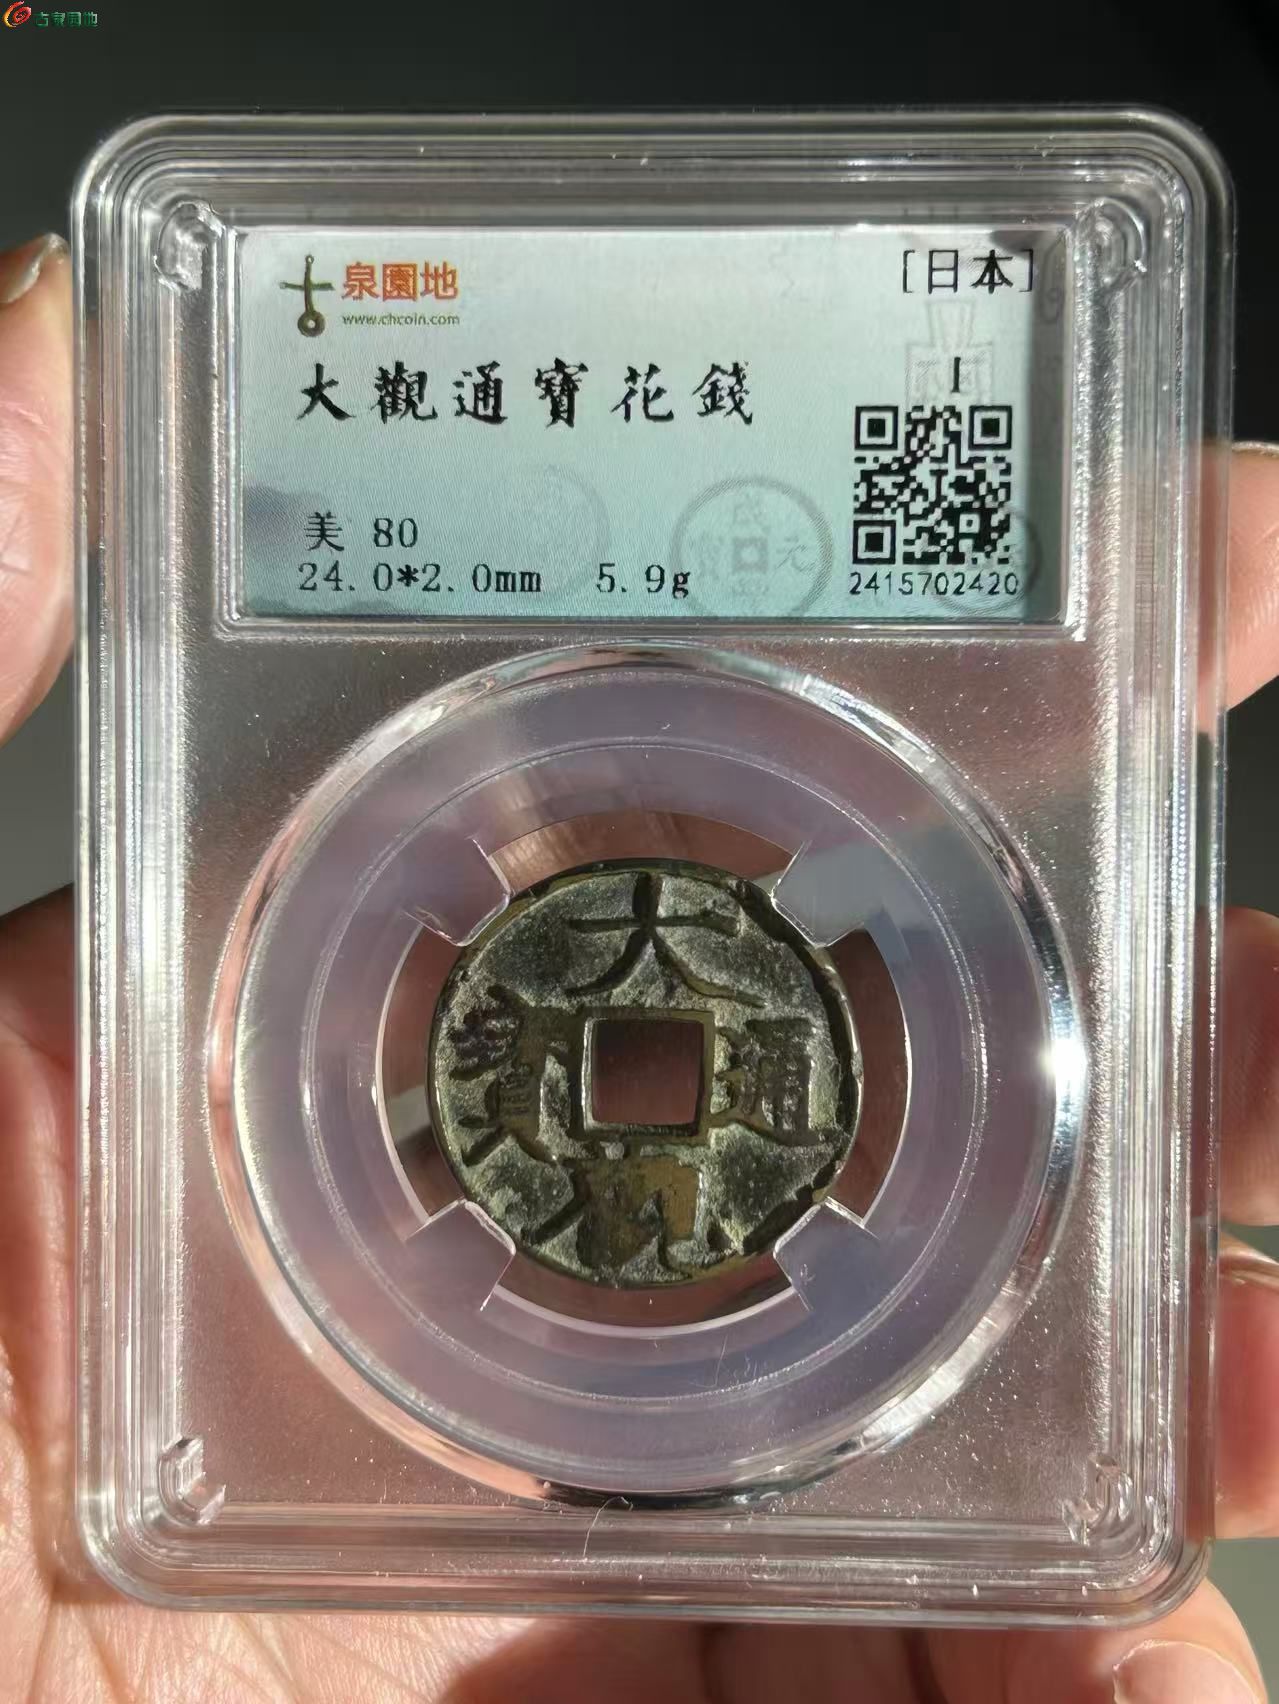 古泉园地
泉園地
www.chcoin.com
[日本]
大觀通寶花錢
I
美 80
24.0*2.0mm 5.9g
2415702420
大
寶 通
觀